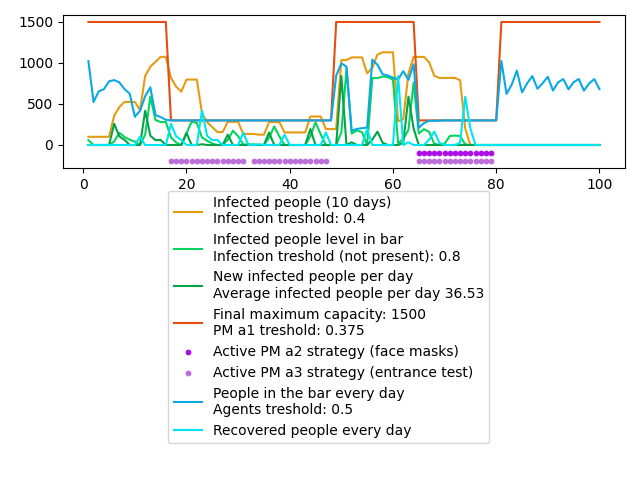 1500
1000
500
0
0 20 40 60 80 100
Infected people (10 days)
Infection treshold: 0.4
Infected people level in bar
Infection treshold (not present): 0.8
New infected people per day
Average infected people per day 36.53
Final maximum capacity: 1500
PM a1 treshold: 0.375
Active PM a2 strategy (face masks)
Active PM a3 strategy (entrance test)
People in the bar every day
Agents treshold: 0.5
Recovered people every day